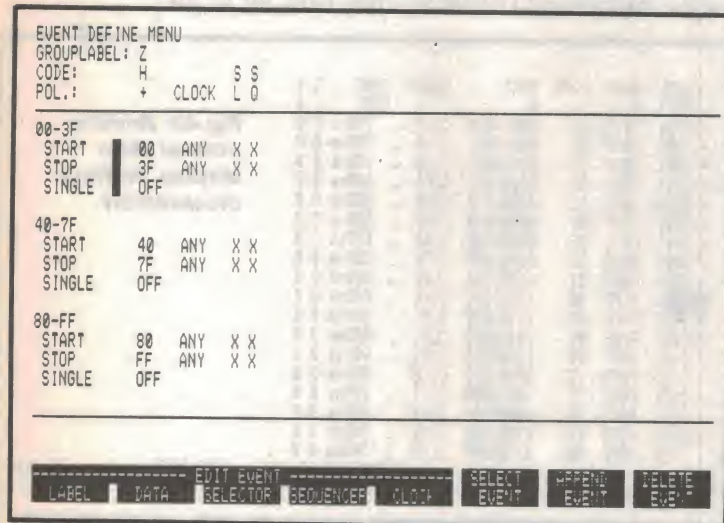 EVENT DEFINE MENU
GROUPLABEL: Z
CODE: H S S
POL.: + CLOCK L Q
00-3F
START 00 ANY X X
STOP 3F ANY X X
SINGLE OFF
40-7F
START 40 ANY X X
STOP 7F ANY X X
SINGLE OFF
80-FF
START 80 ANY X X
STOP FF ANY X X
SINGLE OFF
-------------------- EDIT EVENT -------------------- SELECT APPEND DELETE
LABEL DATA SELECTOR SEQUENCER CLOCK EVENT EVENT EVENT